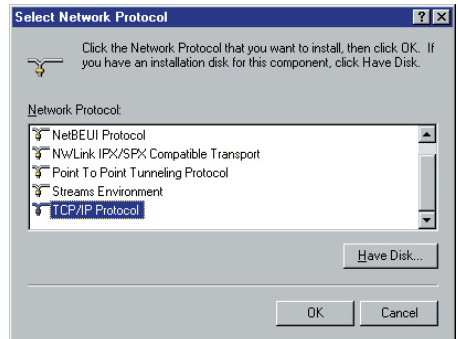 Select Network Protocol
Click the Network Protocol that you want to install, then click OK. If
you have an installation disk for this component, click Have Disk.
Network Protocol:
NetBEUI Protocol
NWLink IPX/SPX Compatible Transport
Point To Point Tunneling Protocol
Streams Environment
TCP/IP Protocol
Have Disk...
OK
Cancel